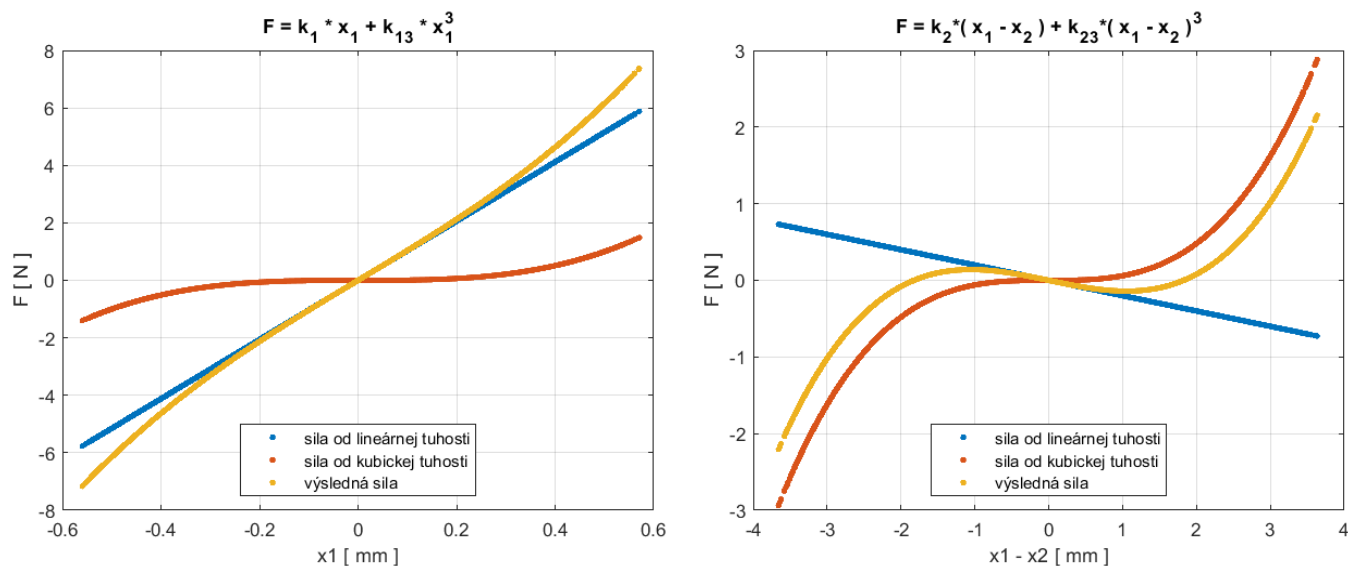 F = k1 * x1 + k13 * x1^3
8
6
4
2
0
-2
-4
-6
-8
F [ N ]
sila od lineárnej tuhosti
sila od kubickej tuhosti
výsledná sila
-0.6 -0.4 -0.2 0 0.2 0.4 0.6
x1 [ mm ]
F = k2*( x1 - x2 ) + k23*( x1 - x2 )^3
3
2
1
0
-1
-2
-3
F [ N ]
sila od lineárnej tuhosti
sila od kubickej tuhosti
výsledná sila
-4 -3 -2 -1 0 1 2 3 4
x1 - x2 [ mm ]